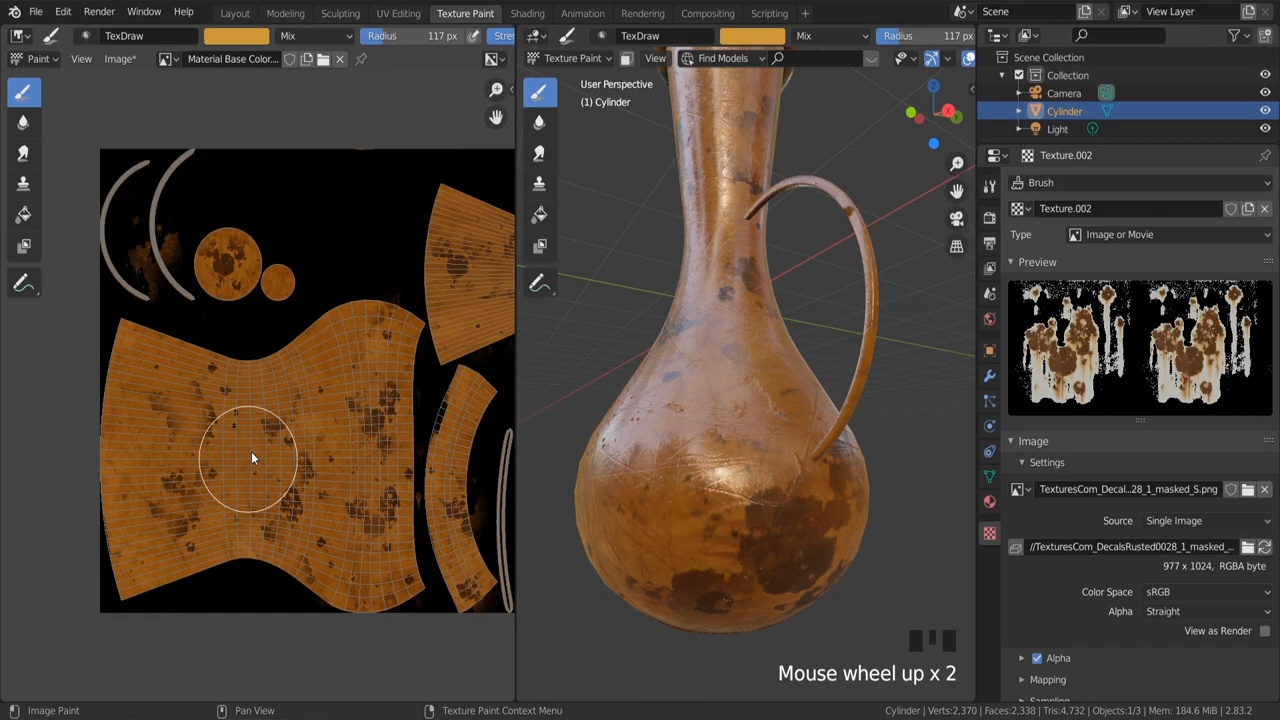 File Edit Render Window Help Layout Modeling Sculpting UV Editing Texture Paint Shading Animation Rendering Compositing Scripting + Scene View Layer
TexDraw Mix Radius 117 px Stren TexDraw Mix Radius 117 px
Paint View Image* Material Base Color... Texture Paint View Find Models
Scene Collection
Collection
Camera
Cylinder
Light
User Perspective
(1) Cylinder
Texture.002
Brush
Texture.002
Type Image or Movie
Preview
Image
Settings
TexturesCom_Decal...28_1_masked_S.png
Source Single Image
//TexturesCom_DecalsRusted0028_1_masked_...
977 x 1024, RGBA byte
Color Space sRGB
Alpha Straight
View as Render
Alpha
Mapping
Sampling
Mouse wheel up x 2
Image Paint Pan View Texture Paint Context Menu Cylinder | Verts:2,370 | Faces:2,338 | Tris:4,732 | Objects:1/3 | Mem: 184.6 MiB | 2.83.2